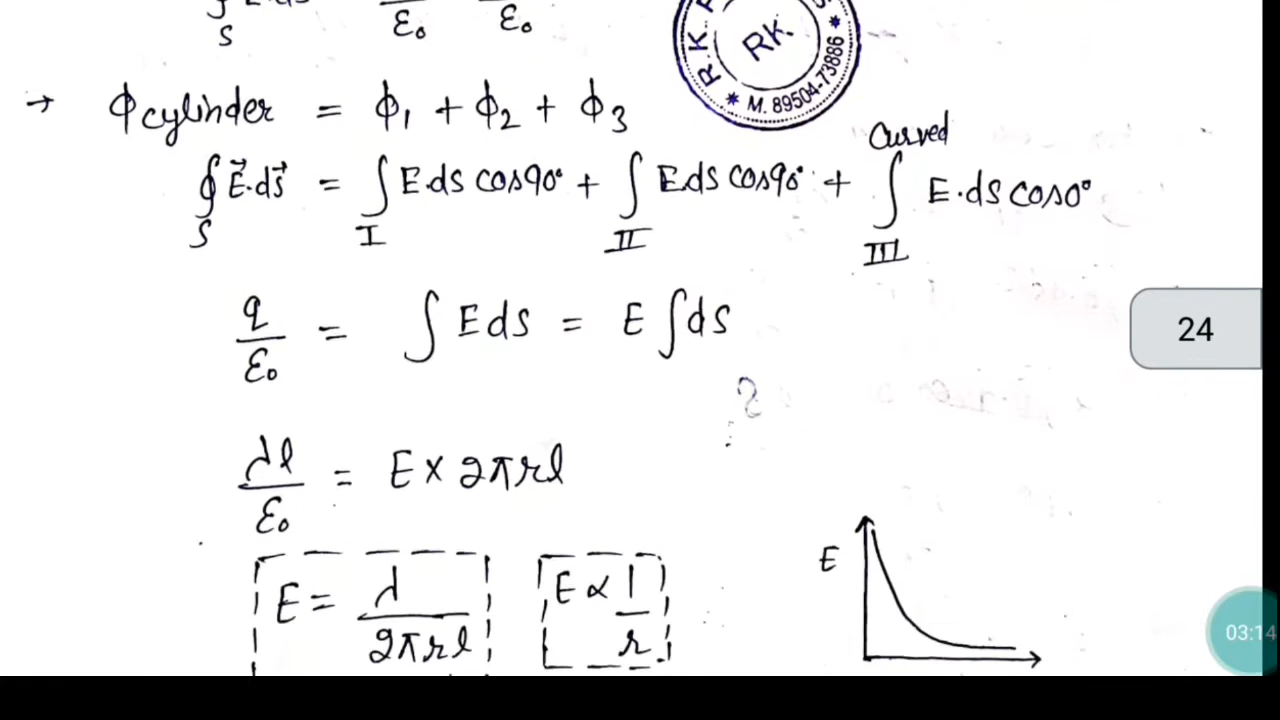 S ε₀ ε₀
R.K. RK * M. 89504-73886 *
→ ϕcylinder = ϕ₁ + ϕ₂ + ϕ₃
Curved
∮ E⃗.ds⃗ = ∫ E.ds cos90° + ∫ E.ds cos90° + ∫ E.ds cos0°
S I II III
q/ε₀ = ∫ E ds = E ∫ ds
24
λl/ε₀ = E × 2πrl
E = λ/2πrl E ∝ 1/r
E
03:14